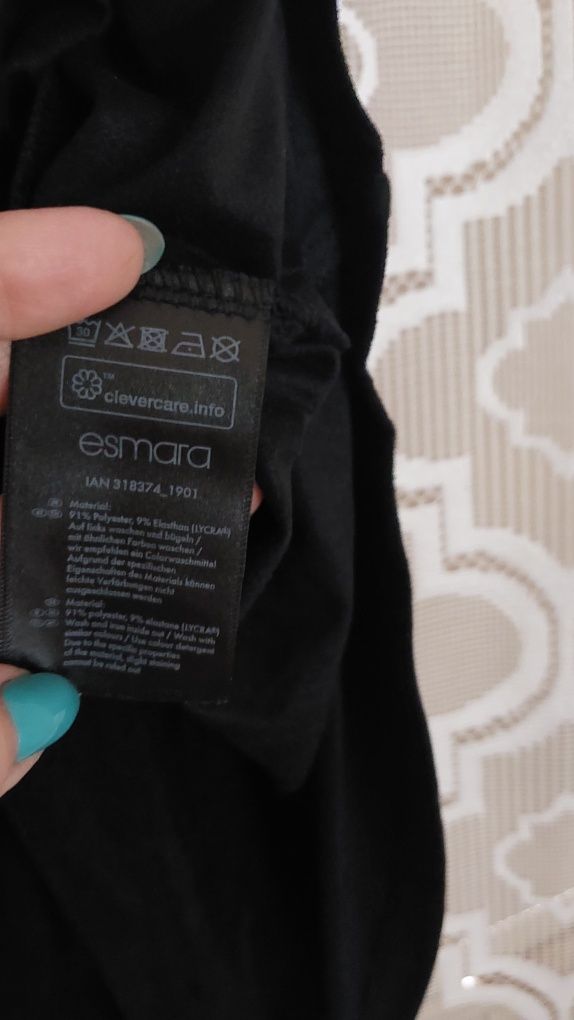 30
clevercare.info
TM
esmara
IAN 318374_1901
Material:
91% Polyester, 9% Elasthan (LYCRA®)
Auf links waschen und bügeln /
mit ähnlichen Farben waschen /
wir empfehlen ein Colorwaschmittel
Aufgrund der spezifischen
Eigenschaften des Materials können
leichte Verfärbungen nicht
ausgeschlossen werden
Material:
91% polyester, 9% elastane (LYCRA®)
Wash and iron inside out / Wash with
similar colours / Use colour detergent
Due to the specific properties
of the material, slight staining
cannot be ruled out